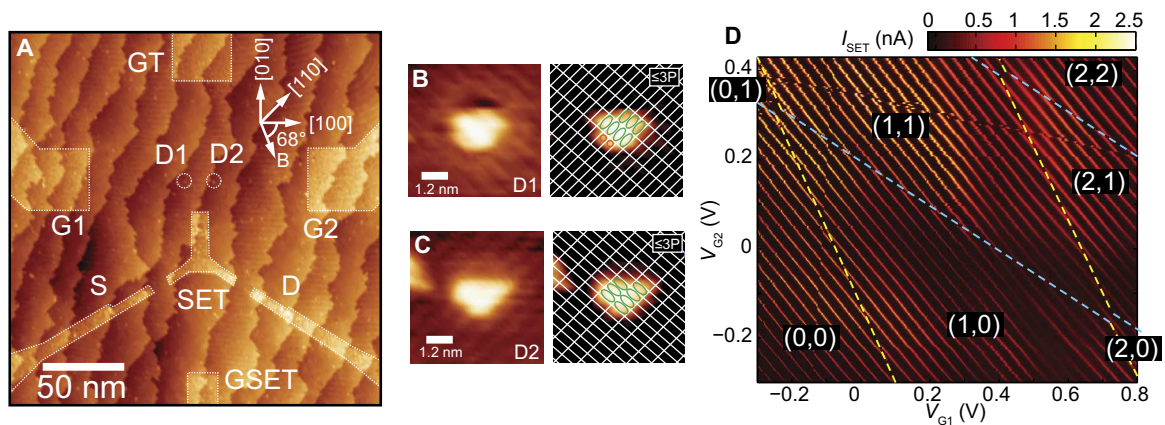 A
GT
[010]
[110]
[100]
68°
B
D1 D2
G1
G2
S
SET
D
GSET
50 nm
B
1.2 nm
D1
≤3P
C
1.2 nm
D2
≤3P
D
I_SET (nA)
0 0.5 1 1.5 2 2.5
V_G2 (V)
0.4
0.2
0
−0.2
(0,1)
(1,1)
(2,2)
(2,1)
(0,0)
(1,0)
(2,0)
−0.2 0 0.2 0.4 0.6 0.8
V_G1 (V)